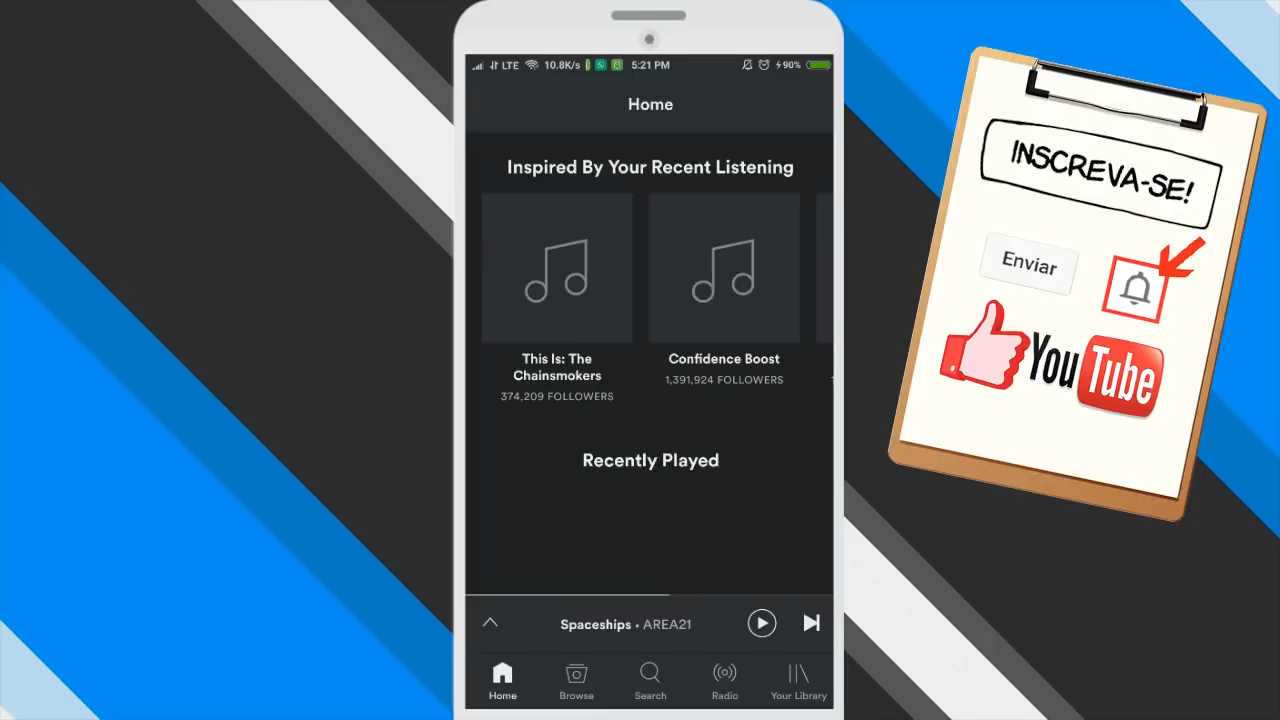 LTE 10.8K/s 5:21 PM 90%
Home
Inspired By Your Recent Listening
This Is: The
Chainsmokers
374,209 FOLLOWERS
Confidence Boost
1,391,924 FOLLOWERS
Recently Played
Spaceships • AREA21
Home Browse Search Radio Your Library
INSCREVA-SE!
Enviar
YouTube